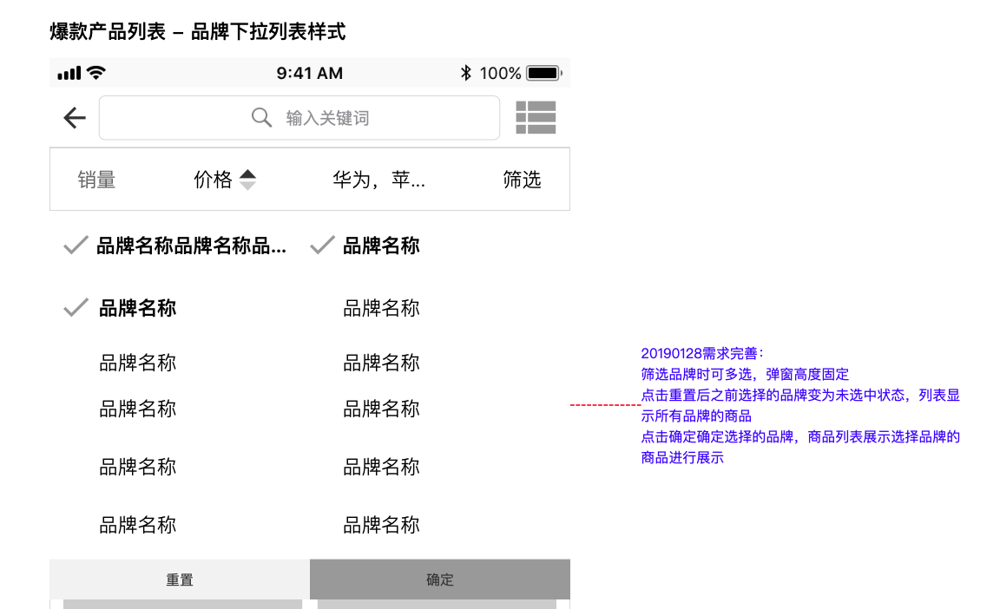 爆款产品列表 – 品牌下拉列表样式
9:41 AM
100%
输入关键词
销量 价格 华为，苹... 筛选
品牌名称品牌名称品... 品牌名称
品牌名称 品牌名称
品牌名称 品牌名称
品牌名称 品牌名称
品牌名称 品牌名称
品牌名称 品牌名称
重置 确定
20190128需求完善：
筛选品牌时可多选，弹窗高度固定
点击重置后之前选择的品牌变为未选中状态，列表显
示所有品牌的商品
点击确定确定选择的品牌，商品列表展示选择品牌的
商品进行展示